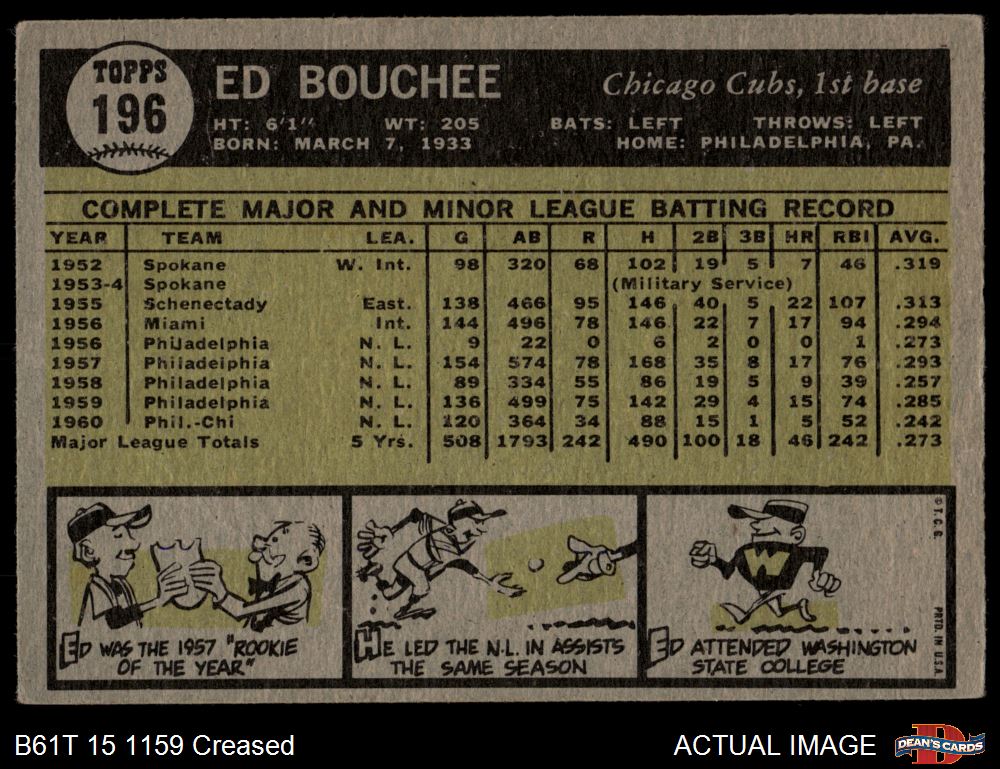 TOPPS
196
ED BOUCHEE
Chicago Cubs, 1st base
HT: 6'1" WT: 205 BATS: LEFT THROWS: LEFT
BORN: MARCH 7, 1933 HOME: PHILADELPHIA, PA.
COMPLETE MAJOR AND MINOR LEAGUE BATTING RECORD
YEAR TEAM LEA. G AB R H 2B 3B HR RBI AVG.
1952 Spokane W. Int. 98 320 68 102 19 5 7 46 .319
1953-4 Spokane (Military Service)
1955 Schenectady East. 138 466 95 146 40 5 22 107 .313
1956 Miami Int. 144 496 78 146 22 7 17 94 .294
1956 Philadelphia N. L. 9 22 0 6 2 0 0 1 .273
1957 Philadelphia N. L. 154 574 78 168 35 8 17 76 .293
1958 Philadelphia N. L. 89 334 55 86 19 5 9 39 .257
1959 Philadelphia N. L. 136 499 75 142 29 4 15 74 .285
1960 Phil.-Chi N. L. 120 364 34 88 15 1 5 52 .242
Major League Totals 5 Yrs. 508 1793 242 490 100 18 46 242 .273
ED WAS THE 1957 "ROOKIE
OF THE YEAR"
HE LED THE N.L. IN ASSISTS
THE SAME SEASON
W
ED ATTENDED WASHINGTON
STATE COLLEGE
© T. C. G.
PRTD. IN U.S.A.
B61T 15 1159 Creased
ACTUAL IMAGE
D
DEAN'S CARDS